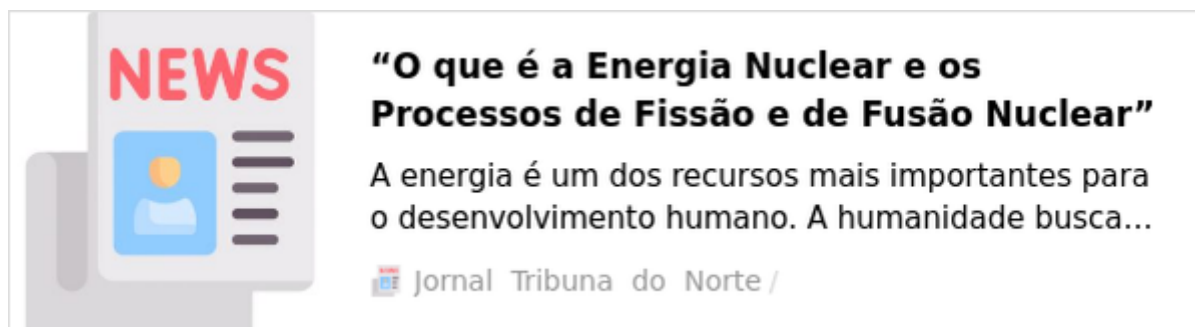 NEWS
“O que é a Energia Nuclear e os
Processos de Fissão e de Fusão Nuclear”
A energia é um dos recursos mais importantes para
o desenvolvimento humano. A humanidade busca...
Jornal Tribuna do Norte /